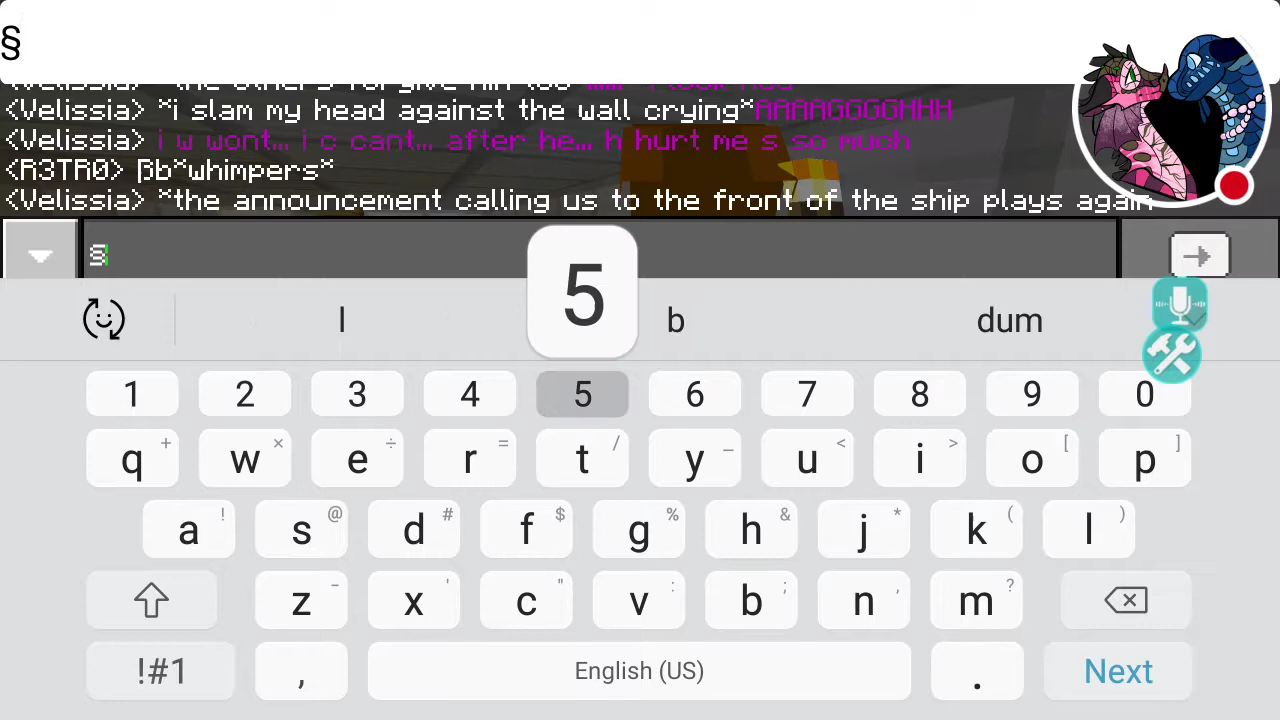 §
<Velissia> *i slam my head against the wall crying*AAAAGGGGHHH
<Velissia> i w wont... i c cant... after he... h hurt me s so much
<R3TR0> βb*whimpers*
<Velissia> *the announcement calling us to the front of the ship plays again
§
5
l b dum
1 2 3 4 5 6 7 8 9 0
q + w × e ÷ r = t / y _ u < i > o [ p ]
a ! s @ d # f $ g % h & j * k ( l )
z - x ' c " v : b ; n , m ?
!#1 , English (US) . Next